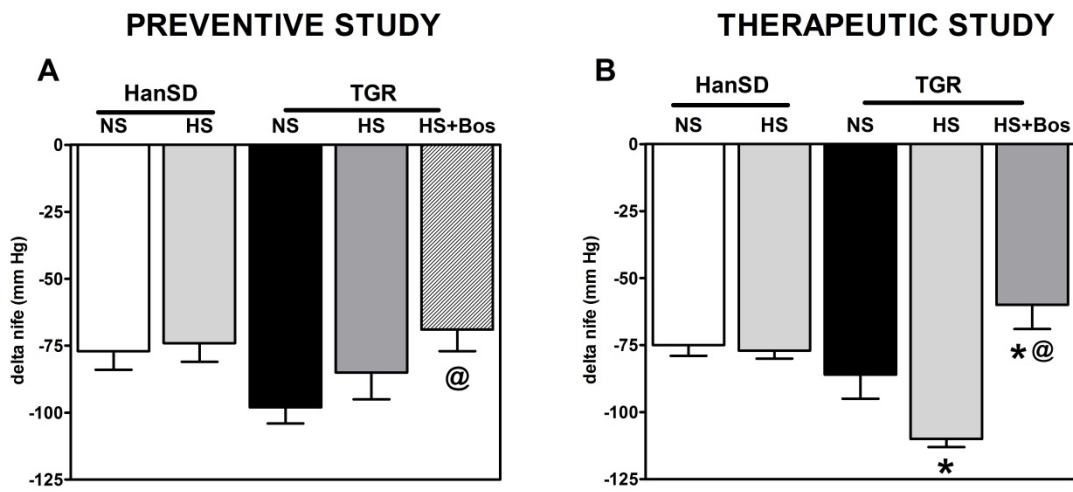 PREVENTIVE STUDY
A
HanSD
TGR
NS HS NS HS HS+Bos
0
-25
-50
-75
-100
-125
delta nife (mm Hg)
@
THERAPEUTIC STUDY
B
HanSD
TGR
NS HS NS HS HS+Bos
0
-25
-50
-75
-100
-125
delta nife (mm Hg)
* @
*